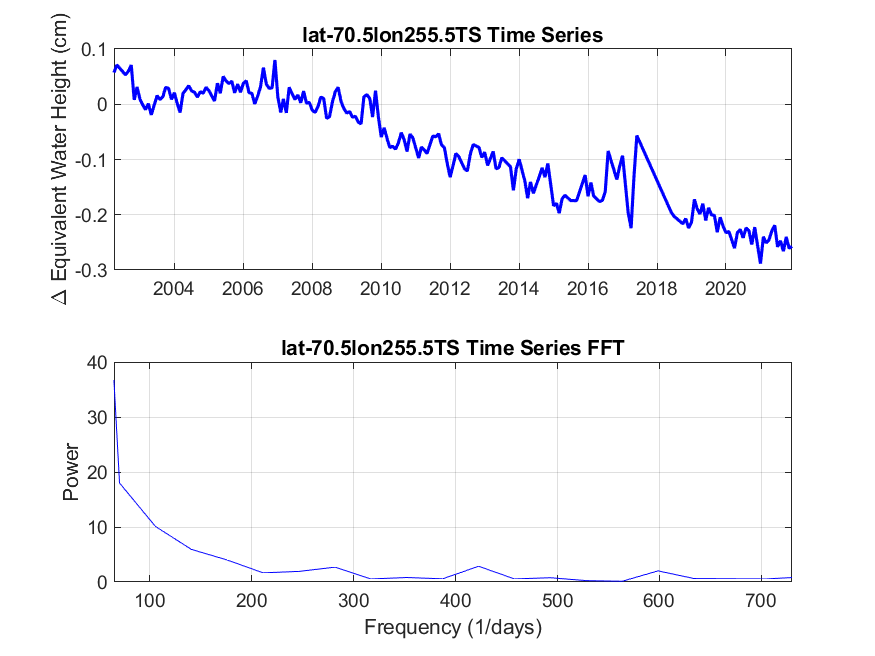 lat-70.5lon255.5TS Time Series
Δ Equivalent Water Height (cm)
0.1
0
-0.1
-0.2
-0.3
2004 2006 2008 2010 2012 2014 2016 2018 2020
lat-70.5lon255.5TS Time Series FFT
Power
40
30
20
10
0
100 200 300 400 500 600 700
Frequency (1/days)